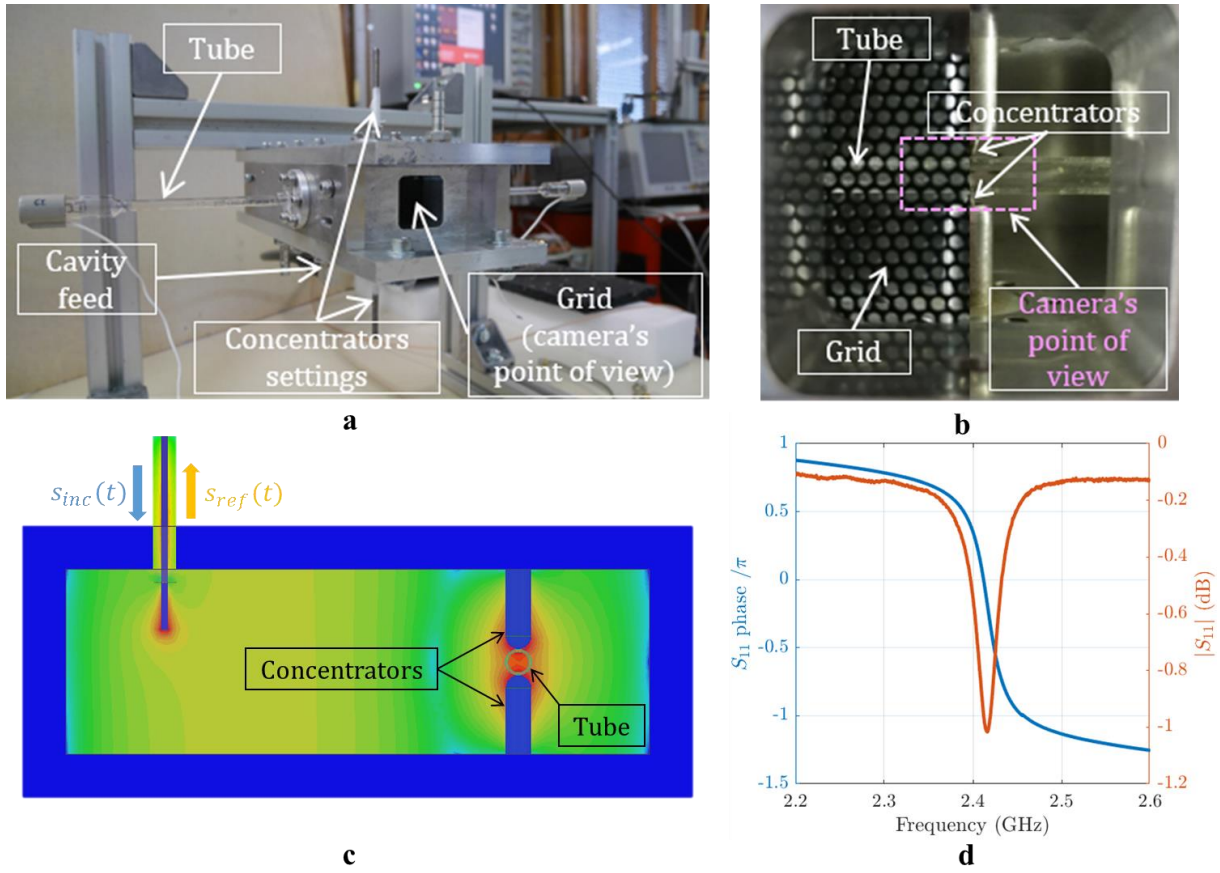 Tube
Cavity
feed
Concentrators
settings
Grid
(camera's
point of view)
a
Tube
Concentrators
Grid
Camera's
point of
view
b
s_inc(t)
s_ref(t)
Concentrators
Tube
c
1
0.5
0
-0.5
-1
-1.5
S₁₁ phase /π
2.2
2.3
2.4
2.5
2.6
Frequency (GHz)
0
-0.2
-0.4
-0.6
-0.8
-1
-1.2
|S₁₁| (dB)
d